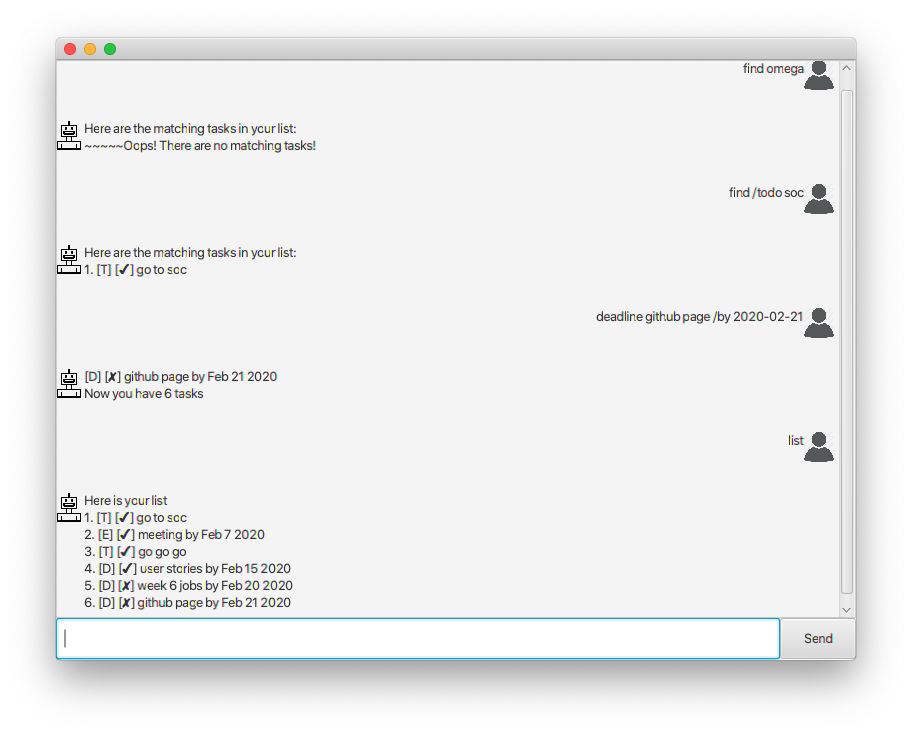 find omega
Here are the matching tasks in your list:
~~~~~Oops! There are no matching tasks!
find /todo soc
Here are the matching tasks in your list:
1. [T] [✔] go to soc
deadline github page /by 2020-02-21
[D] [✘] github page by Feb 21 2020
Now you have 6 tasks
list
Here is your list
1. [T] [✔] go to soc
2. [E] [✔] meeting by Feb 7 2020
3. [T] [✔] go go go
4. [D] [✔] user stories by Feb 15 2020
5. [D] [✘] week 6 jobs by Feb 20 2020
6. [D] [✘] github page by Feb 21 2020
Send